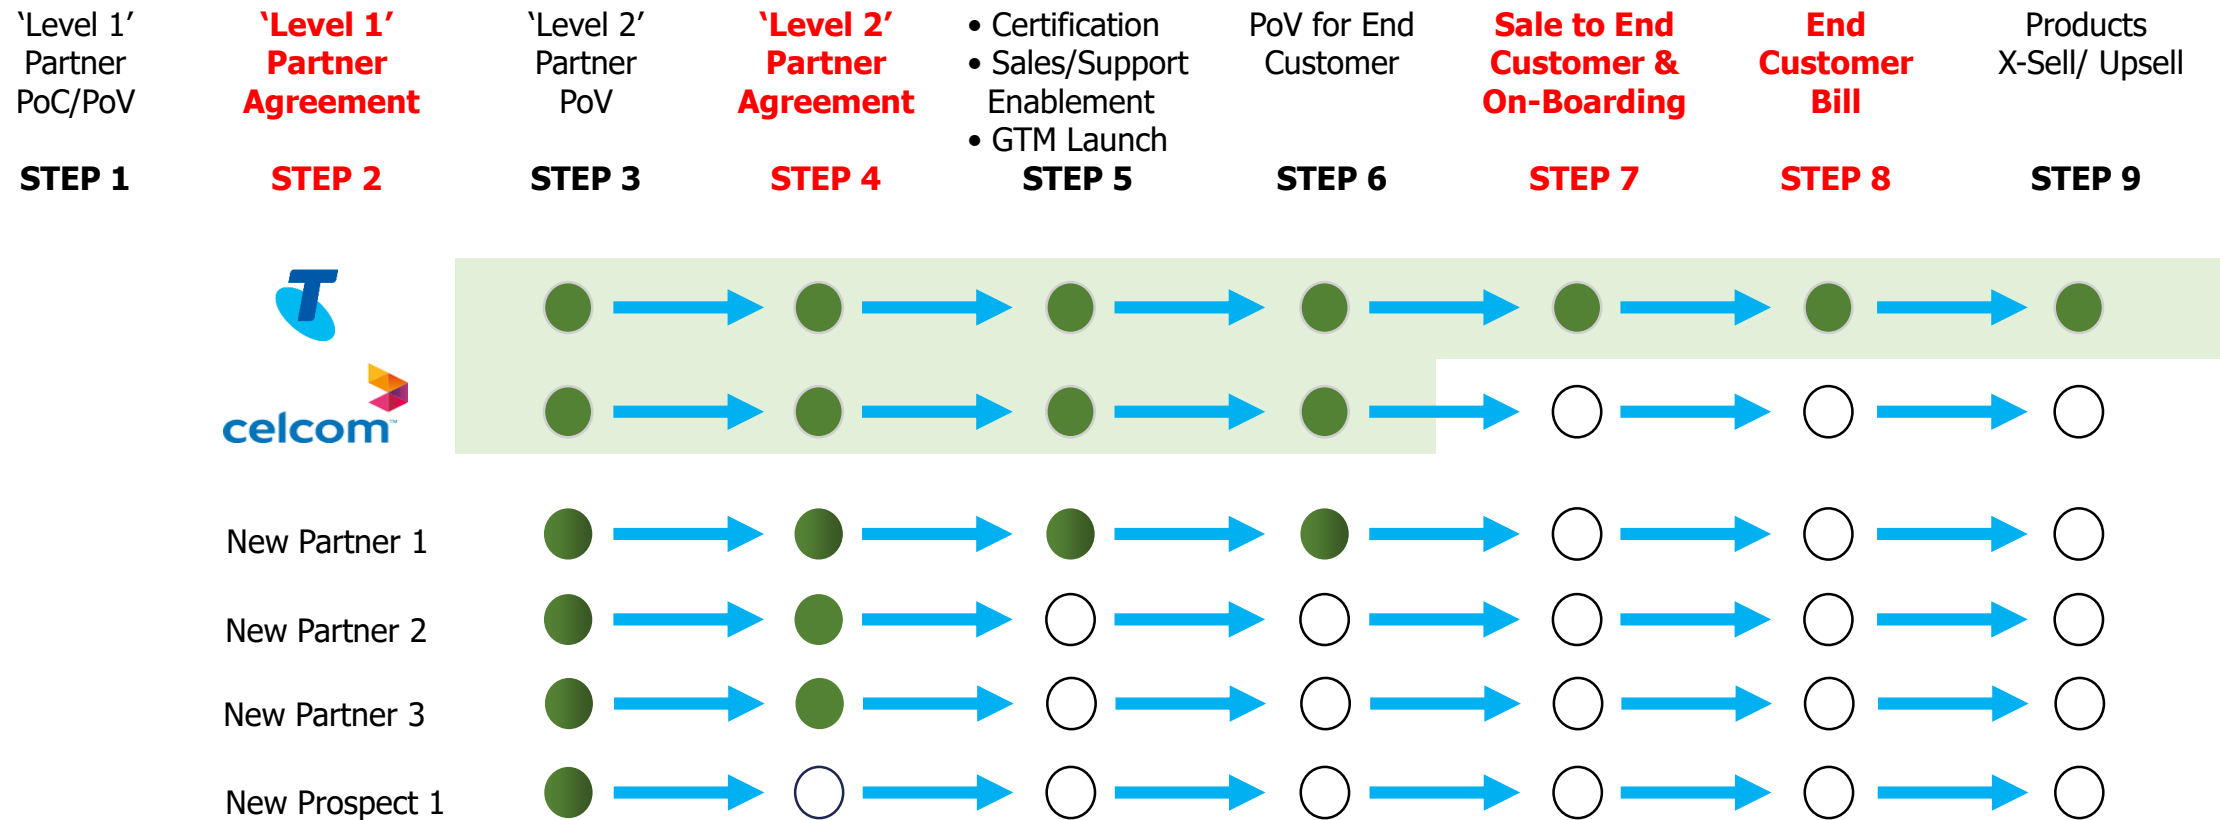 ‘Level 1’
Partner
PoC/PoV
‘Level 1’
Partner
Agreement
‘Level 2’
Partner
PoV
‘Level 2’
Partner
Agreement
• Certification
• Sales/Support
Enablement
• GTM Launch
PoV for End
Customer
Sale to End
Customer &
On-Boarding
End
Customer
Bill
Products
X-Sell/ Upsell
STEP 1
STEP 2
STEP 3
STEP 4
STEP 5
STEP 6
STEP 7
STEP 8
STEP 9
T
celcom™
New Partner 1
New Partner 2
New Partner 3
New Prospect 1